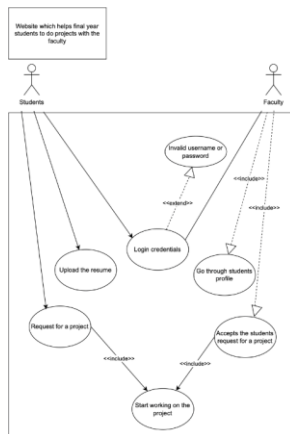 Website which helps final year
students to do projects with the
faculty
Students
Faculty
Invalid username or
password
<<include>>
<<extend>>
<<include>>
Login credentials
Upload the resume
Go through students
profile
Request for a project
Accepts the students
request for a project
<<include>>
<<include>>
Start working on the
project